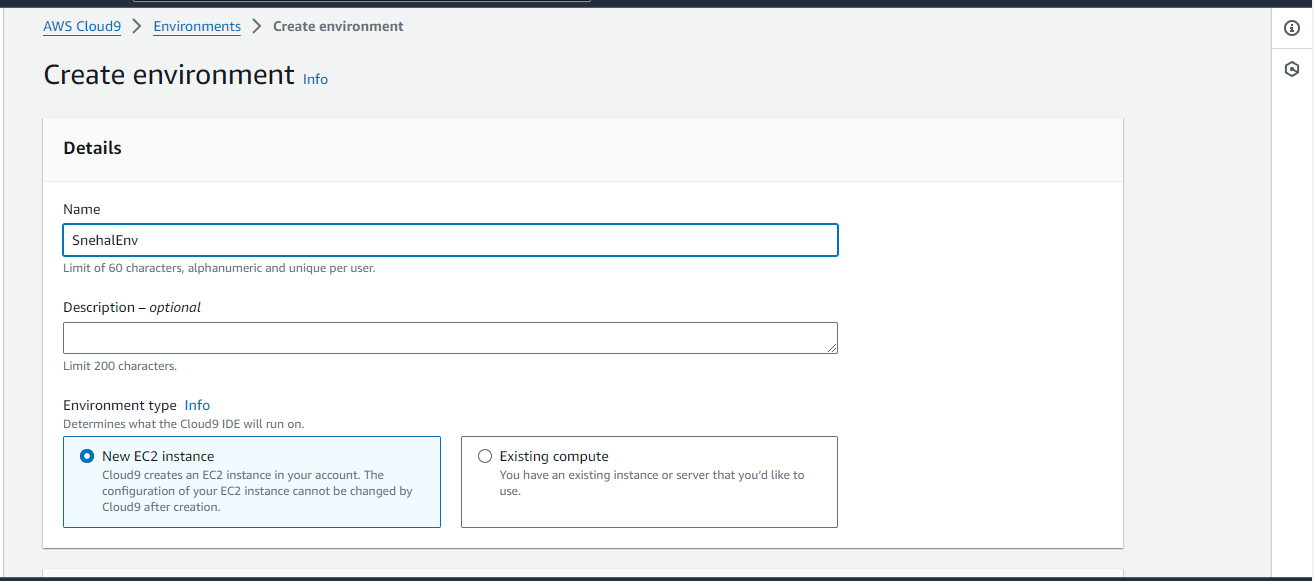 AWS Cloud9 > Environments > Create environment
Create environment Info
Details
Name
SnehalEnv
Limit of 60 characters, alphanumeric and unique per user.
Description – optional
Limit 200 characters.
Environment type Info
Determines what the Cloud9 IDE will run on.
New EC2 instance
Cloud9 creates an EC2 instance in your account. The
configuration of your EC2 instance cannot be changed by
Cloud9 after creation.
Existing compute
You have an existing instance or server that you'd like to
use.